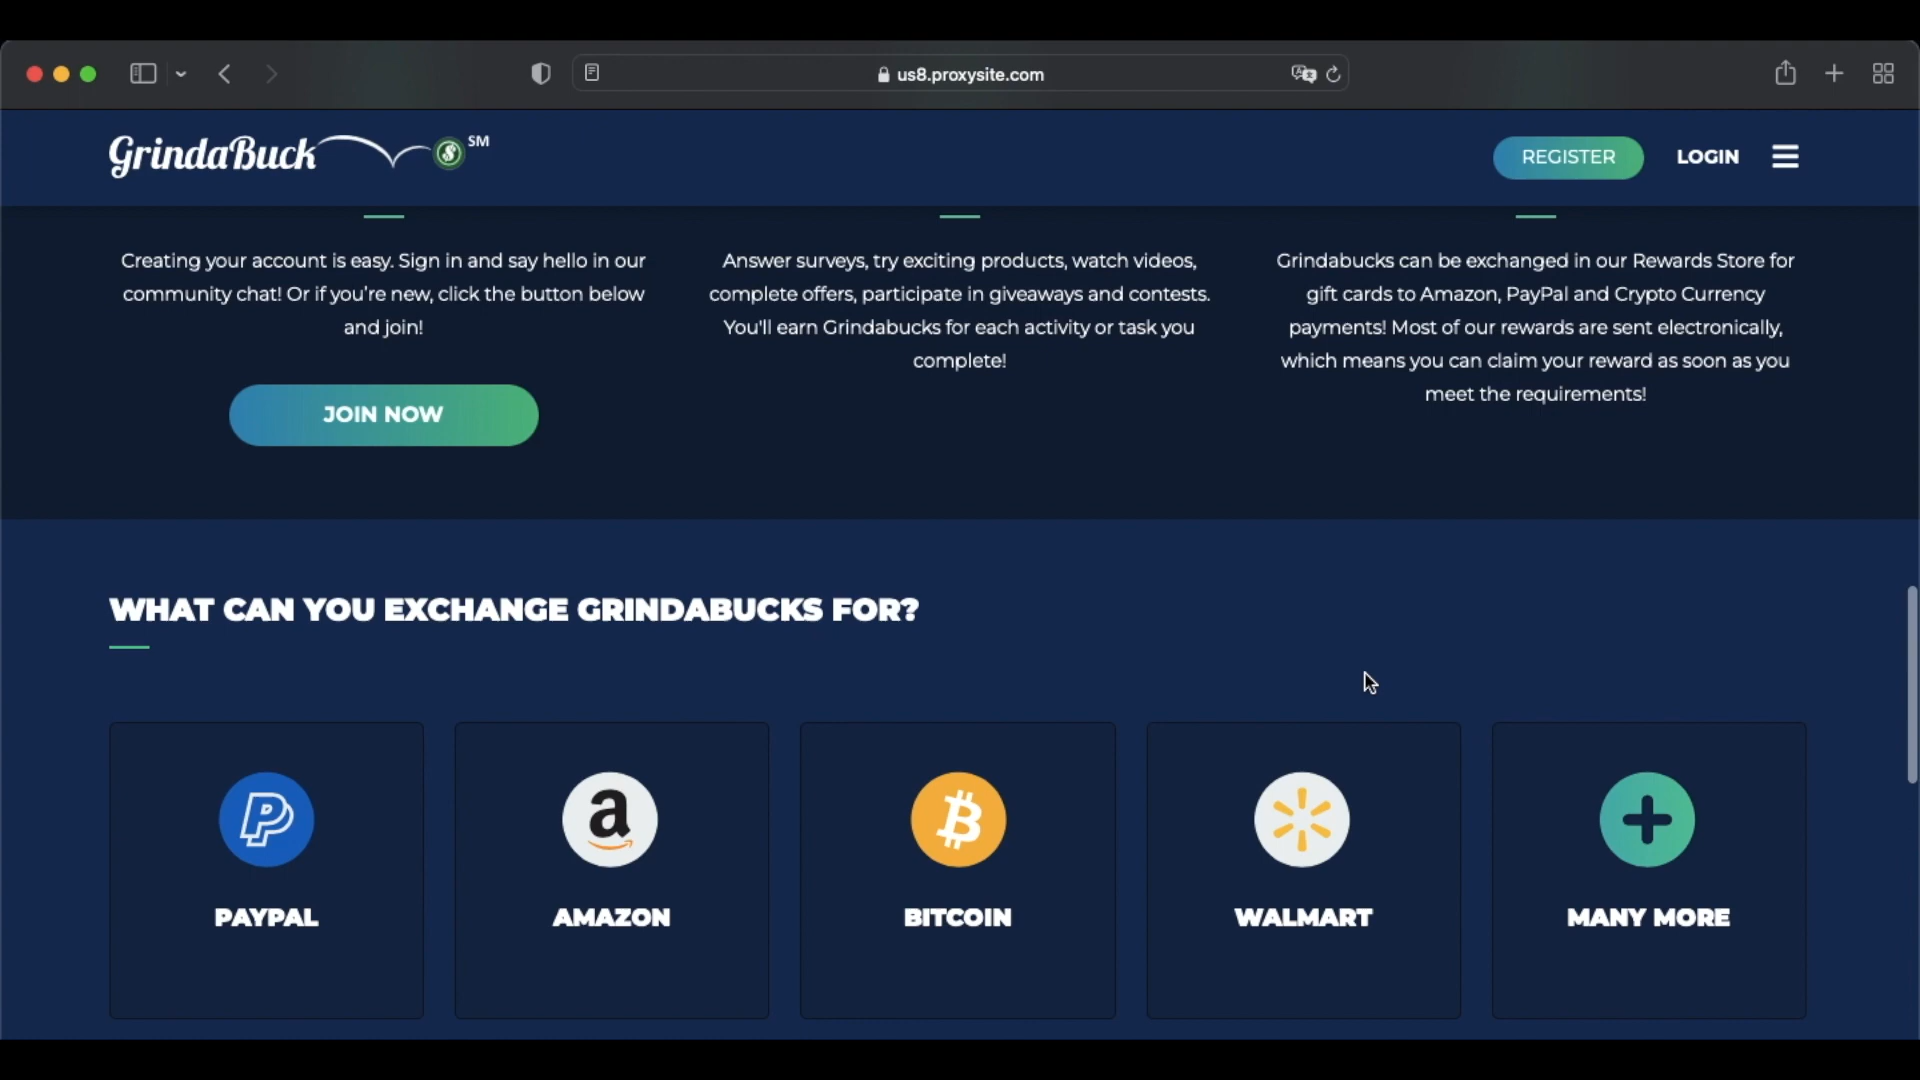 us8.proxysite.com
GrindaBuck SM
REGISTER
LOGIN
Creating your account is easy. Sign in and say hello in our
community chat! Or if you're new, click the button below
and join!
JOIN NOW
Answer surveys, try exciting products, watch videos,
complete offers, participate in giveaways and contests.
You'll earn Grindabucks for each activity or task you
complete!
Grindabucks can be exchanged in our Rewards Store for
gift cards to Amazon, PayPal and Crypto Currency
payments! Most of our rewards are sent electronically,
which means you can claim your reward as soon as you
meet the requirements!
WHAT CAN YOU EXCHANGE GRINDABUCKS FOR?
PAYPAL
AMAZON
BITCOIN
WALMART
MANY MORE